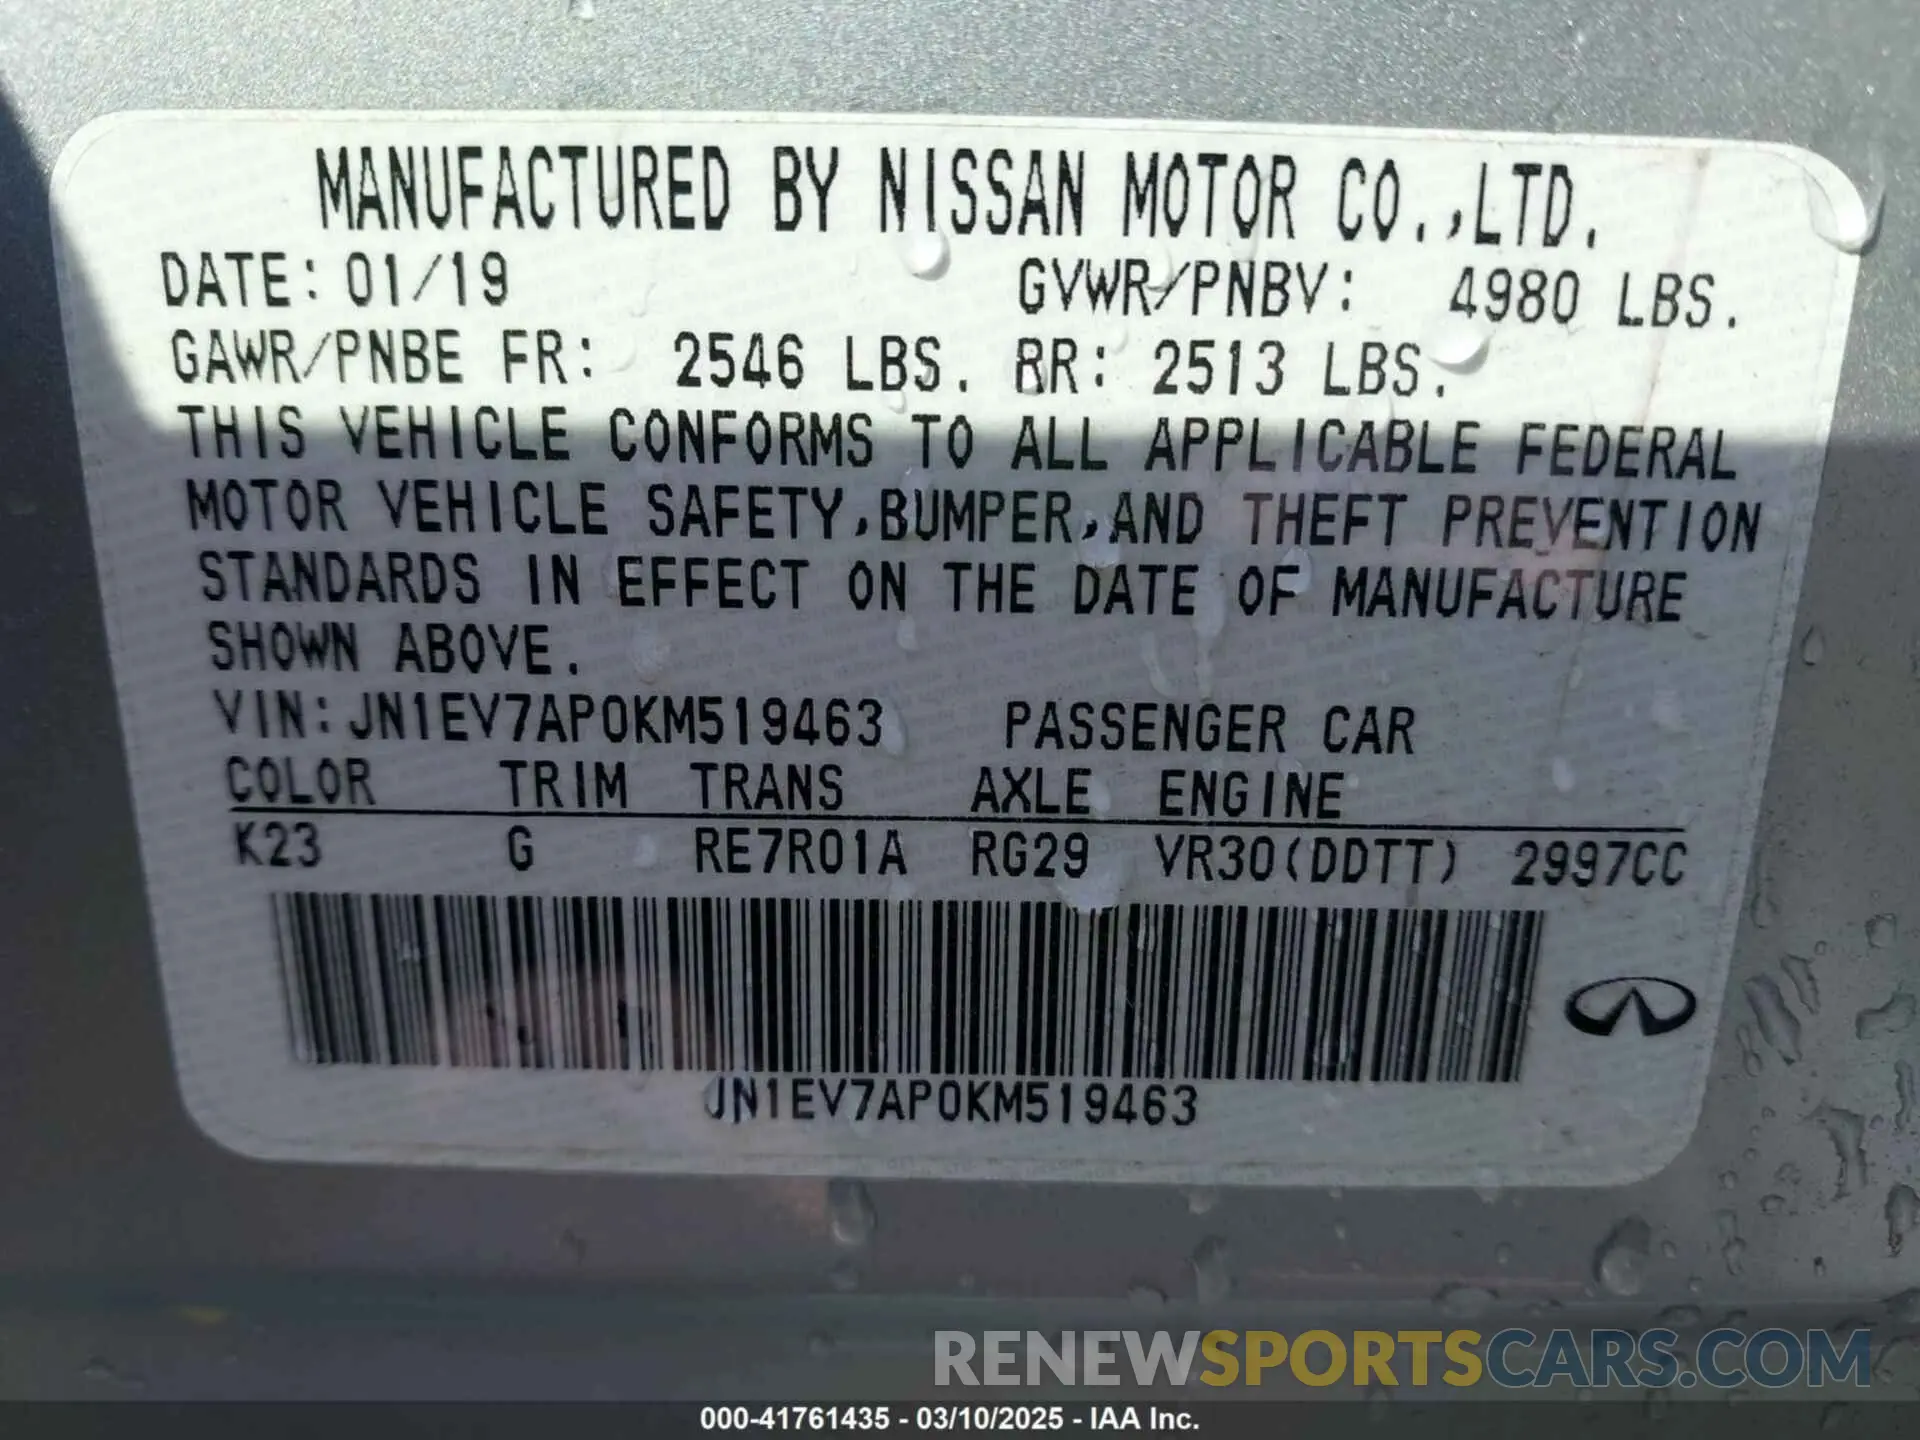 MANUFACTURED BY NISSAN MOTOR CO.,LTD.
DATE: 01/19 GVWR/PNBV: 4980 LBS.
GAWR/PNBE FR: 2546 LBS. RR: 2513 LBS.
THIS VEHICLE CONFORMS TO ALL APPLICABLE FEDERAL
MOTOR VEHICLE SAFETY,BUMPER,AND THEFT PREVENTION
STANDARDS IN EFFECT ON THE DATE OF MANUFACTURE
SHOWN ABOVE.
VIN:JN1EV7AP0KM519463 PASSENGER CAR
COLOR TRIM TRANS AXLE ENGINE
K23 G RE7R01A RG29 VR30(DDTT) 2997CC
JN1EV7AP0KM519463
RENEWSPORTSCARS.COM
000-41761435 - 03/10/2025 - IAA Inc.